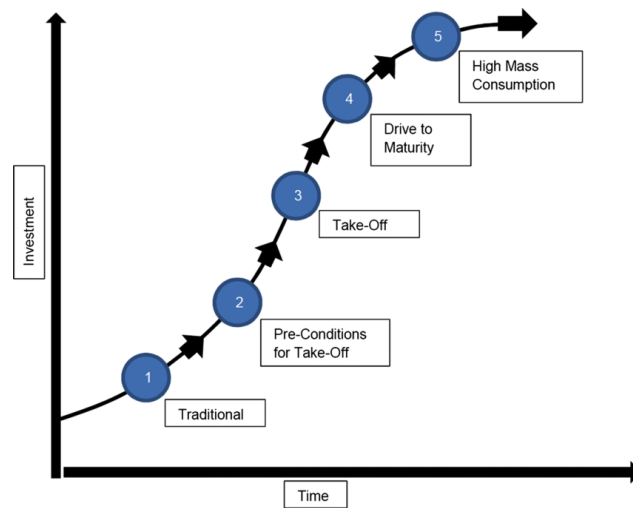 5
High Mass
Consumption
4
Drive to
Maturity
3
Take-Off
Investment
2
Pre-Conditions
for Take-Off
1
Traditional
Time